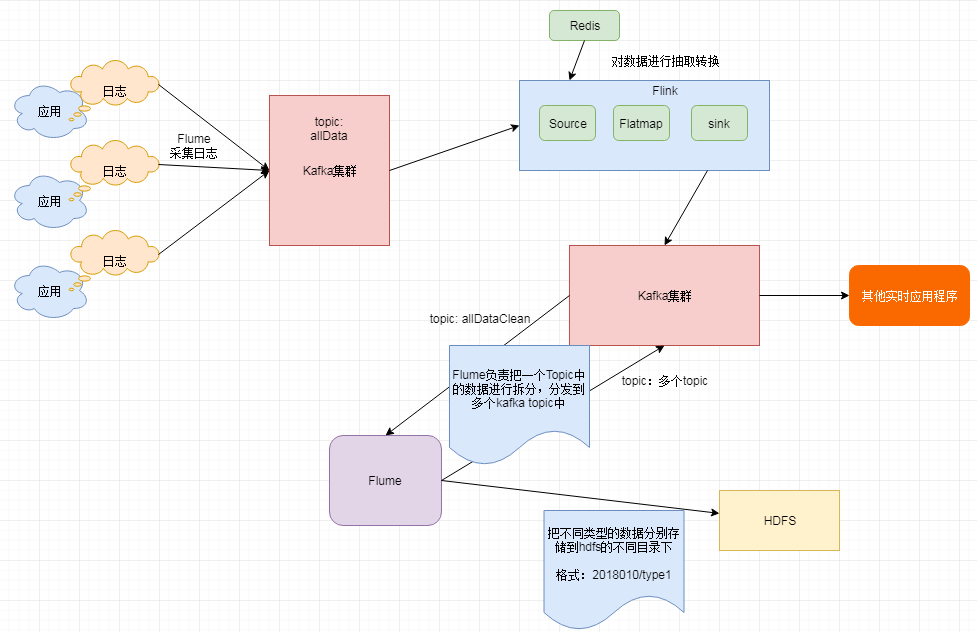 Redis
对数据进行抽取转换
Flink
Source
Flatmap
sink
日志
应用
Flume
采集日志
日志
应用
日志
应用
topic:
allData
Kafka集群
Kafka集群
其他实时应用程序
topic: allDataClean
Flume负责把一个Topic中
的数据进行拆分，分发到
多个kafka topic中
topic：多个topic
Flume
HDFS
把不同类型的数据分别存
储到hdfs的不同目录下
格式：2018010/type1